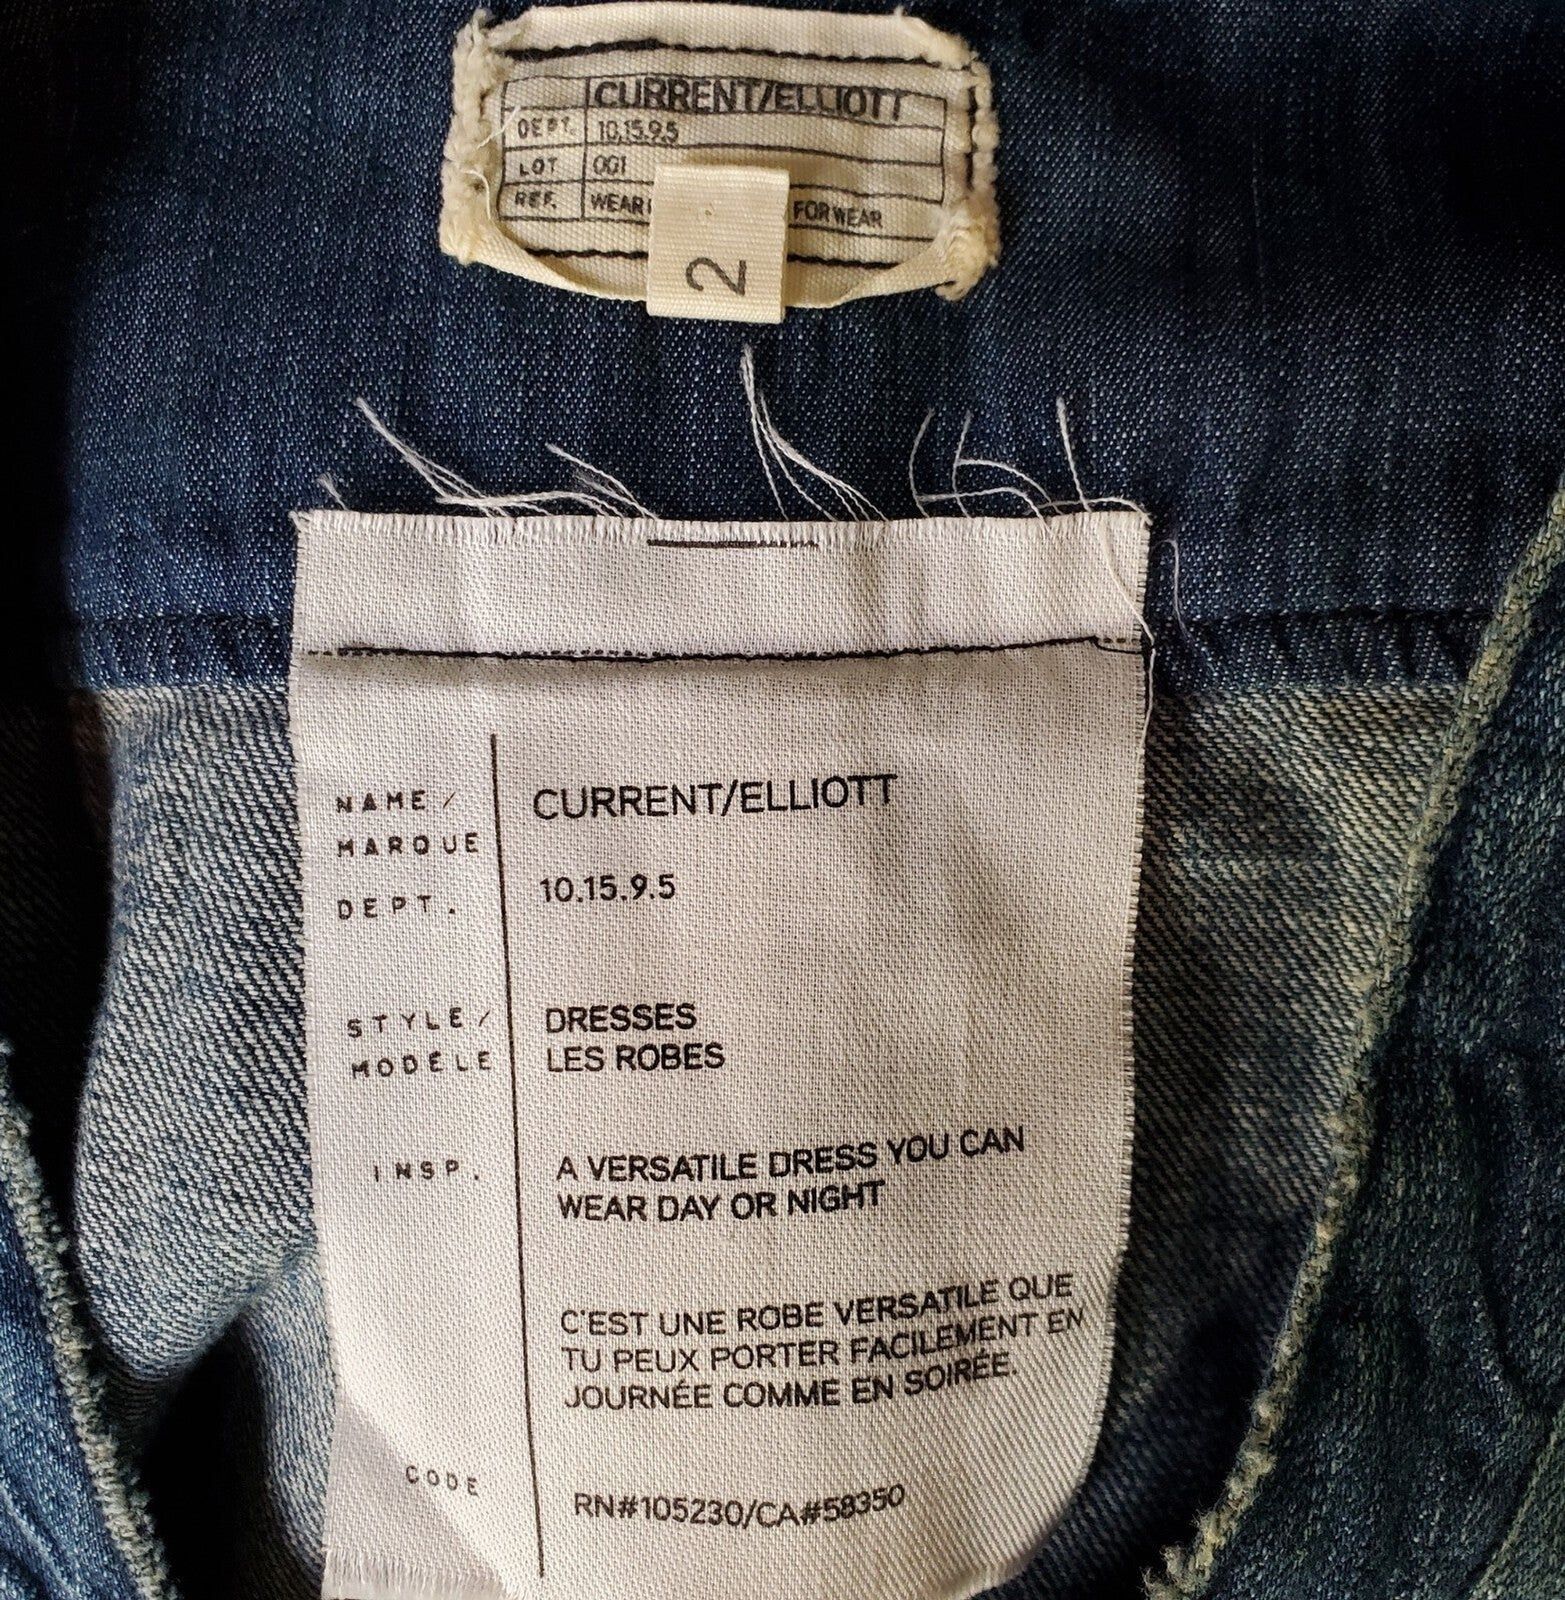 CURRENT/ELLIOTT
DEPT. 10.15.9.5
LOT 001
REF. WEAR FOR WEAR
2
NAME/ CURRENT/ELLIOTT
MARQUE
DEPT. 10.15.9.5
STYLE/ DRESSES
MODELE LES ROBES
INSP. A VERSATILE DRESS YOU CAN
WEAR DAY OR NIGHT
C'EST UNE ROBE VERSATILE QUE
TU PEUX PORTER FACILEMENT EN
JOURNÉE COMME EN SOIRÉE.
CODE RN#105230/CA#58350